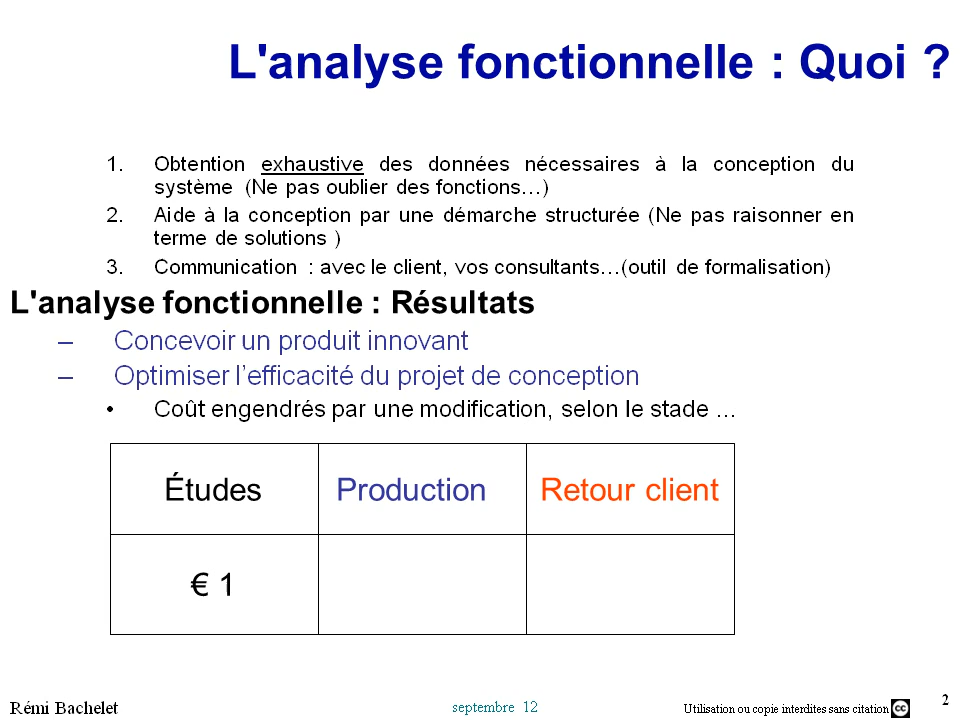 L'analyse fonctionnelle : Quoi ?
1. Obtention exhaustive des données nécessaires à la conception du
système (Ne pas oublier des fonctions…)
2. Aide à la conception par une démarche structurée (Ne pas raisonner en
terme de solutions )
3. Communication : avec le client, vos consultants…(outil de formalisation)
L'analyse fonctionnelle : Résultats
– Concevoir un produit innovant
– Optimiser l’efficacité du projet de conception
• Coût engendrés par une modification, selon le stade …
Études Production Retour client
€ 1
Rémi Bachelet septembre 12 Utilisation ou copie interdites sans citation cc 2